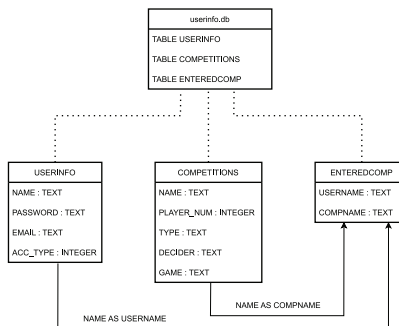 userinfo.db
TABLE USERINFO
TABLE COMPETITIONS
TABLE ENTEREDCOMP
USERINFO
NAME : TEXT
PASSWORD : TEXT
EMAIL : TEXT
ACC_TYPE : INTEGER
COMPETITIONS
NAME : TEXT
PLAYER_NUM : INTEGER
TYPE : TEXT
DECIDER : TEXT
GAME : TEXT
ENTEREDCOMP
USERNAME : TEXT
COMPNAME : TEXT
NAME AS COMPNAME
NAME AS USERNAME